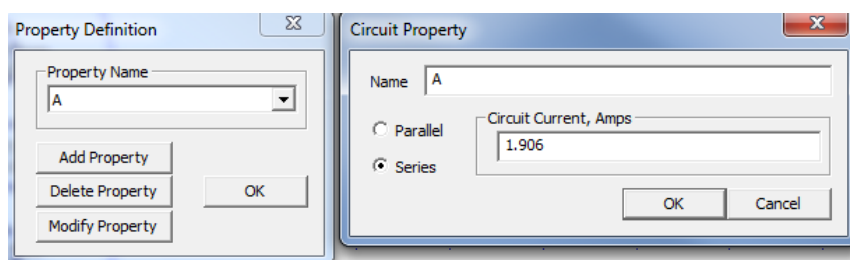 Property Definition
Property Name
A
Add Property
Delete Property
OK
Modify Property
Circuit Property
Name A
Parallel
Series
Circuit Current, Amps
1.906
OK
Cancel